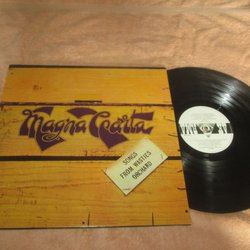 Magna Carta
SONGS
FROM WASTIES
ORCHARD